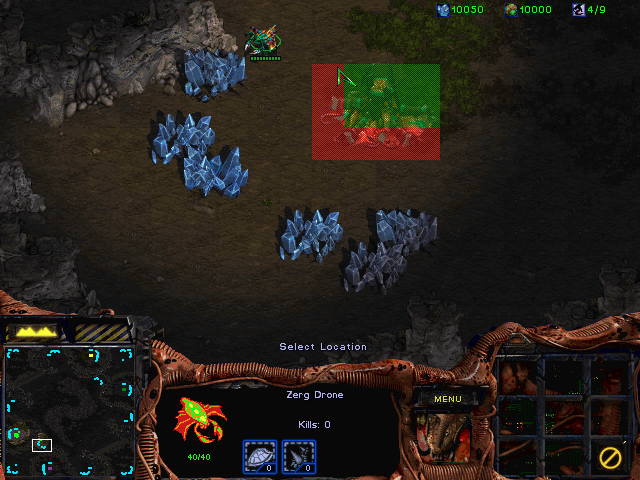 10050 10000 4/9
Select Location
Zerg Drone
Kills: 0
MENU
40/40
0 0